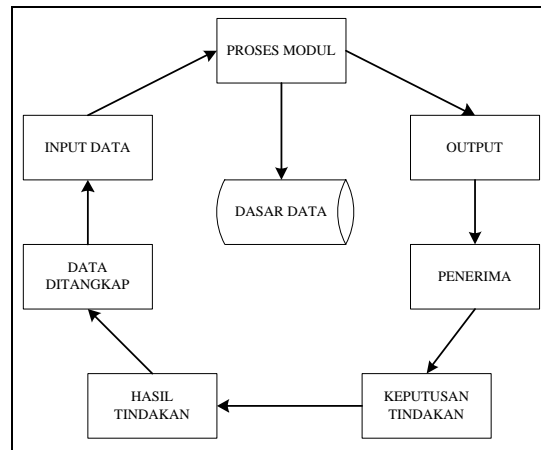 PROSES MODUL
INPUT DATA
OUTPUT
DASAR DATA
DATA
DITANGKAP
PENERIMA
HASIL
TINDAKAN
KEPUTUSAN
TINDAKAN